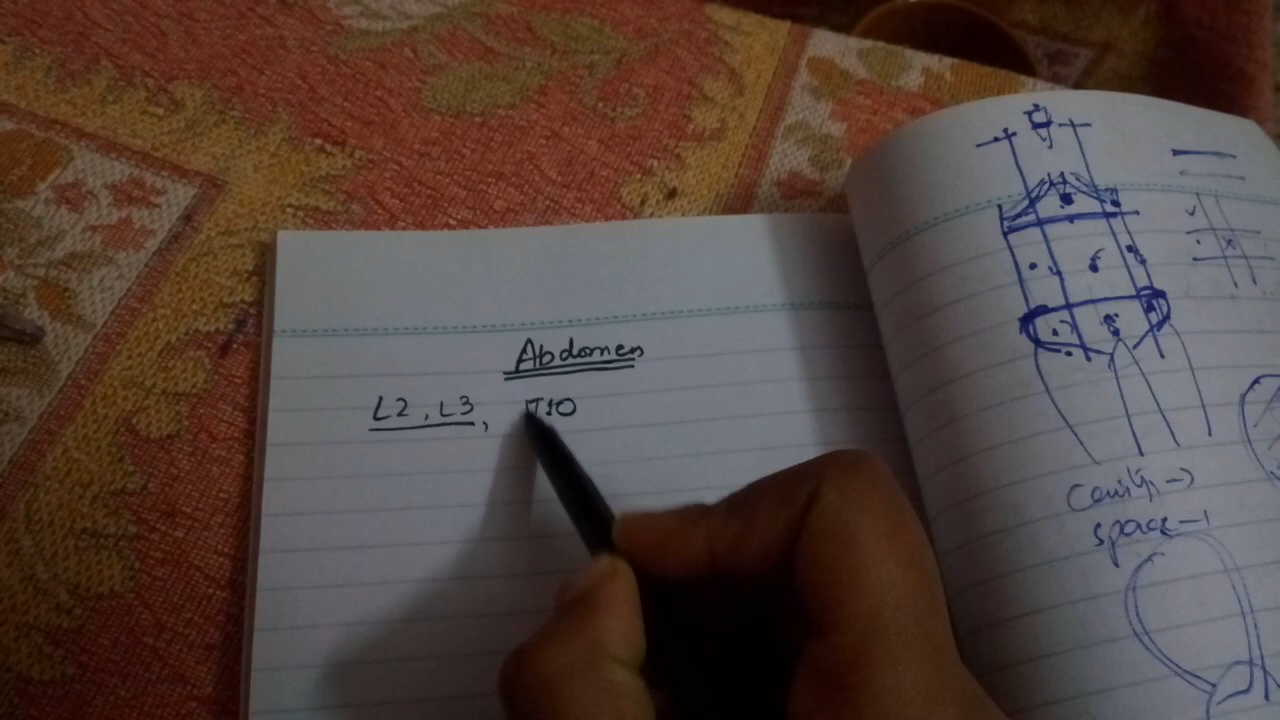 Abdomen
L2, L3, T10
Cavity →
space -